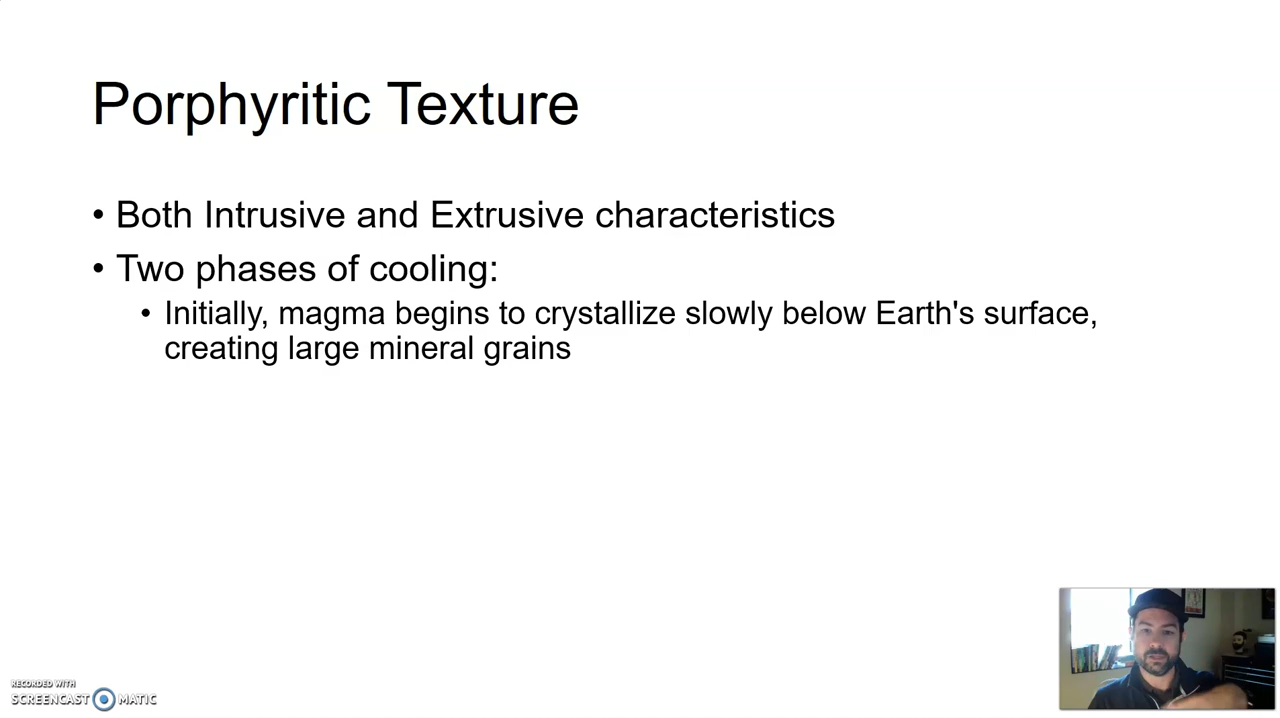 Porphyritic Texture
• Both Intrusive and Extrusive characteristics
• Two phases of cooling:
• Initially, magma begins to crystallize slowly below Earth's surface,
creating large mineral grains
RECORDED WITH
SCREENCAST MATIC